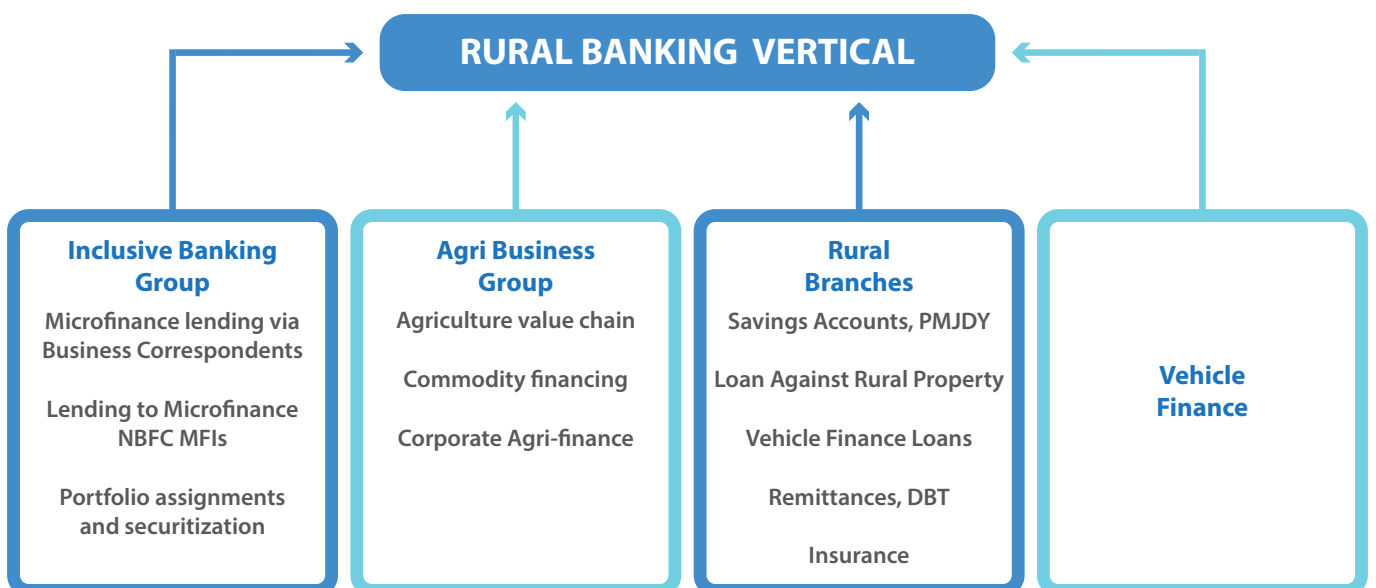 RURAL BANKING VERTICAL
Inclusive Banking
Group
Microfinance lending via
Business Correspondents
Lending to Microfinance
NBFC MFIs
Portfolio assignments
and securitization
Agri Business
Group
Agriculture value chain
Commodity financing
Corporate Agri-finance
Rural
Branches
Savings Accounts, PMJDY
Loan Against Rural Property
Vehicle Finance Loans
Remittances, DBT
Insurance
Vehicle
Finance